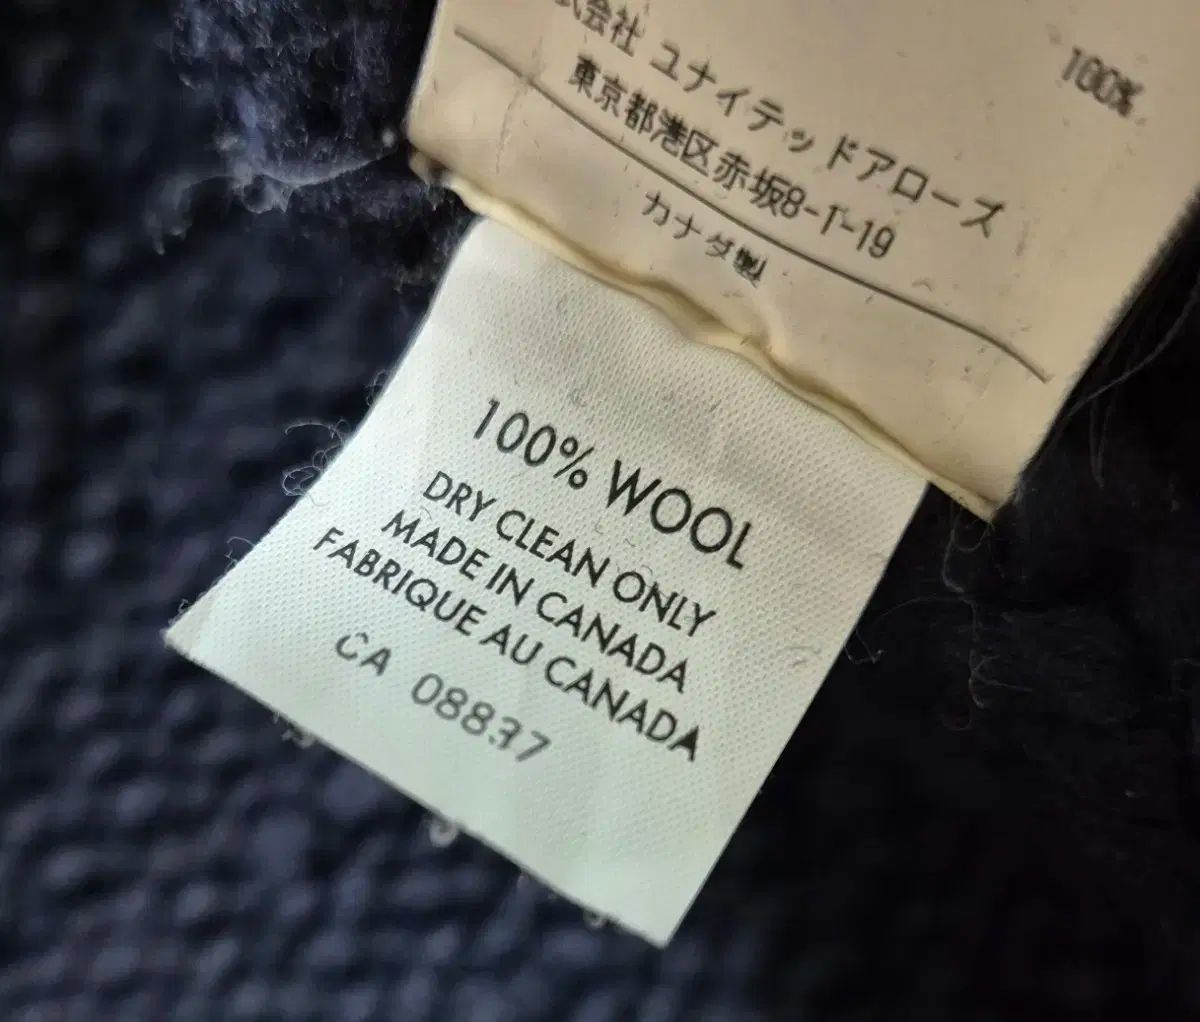 100%
式会社 ユナイテッドアローズ
東京都港区赤坂8-1-19
カナダ製
100% WOOL
DRY CLEAN ONLY
MADE IN CANADA
FABRIQUE AU CANADA
CA 08837